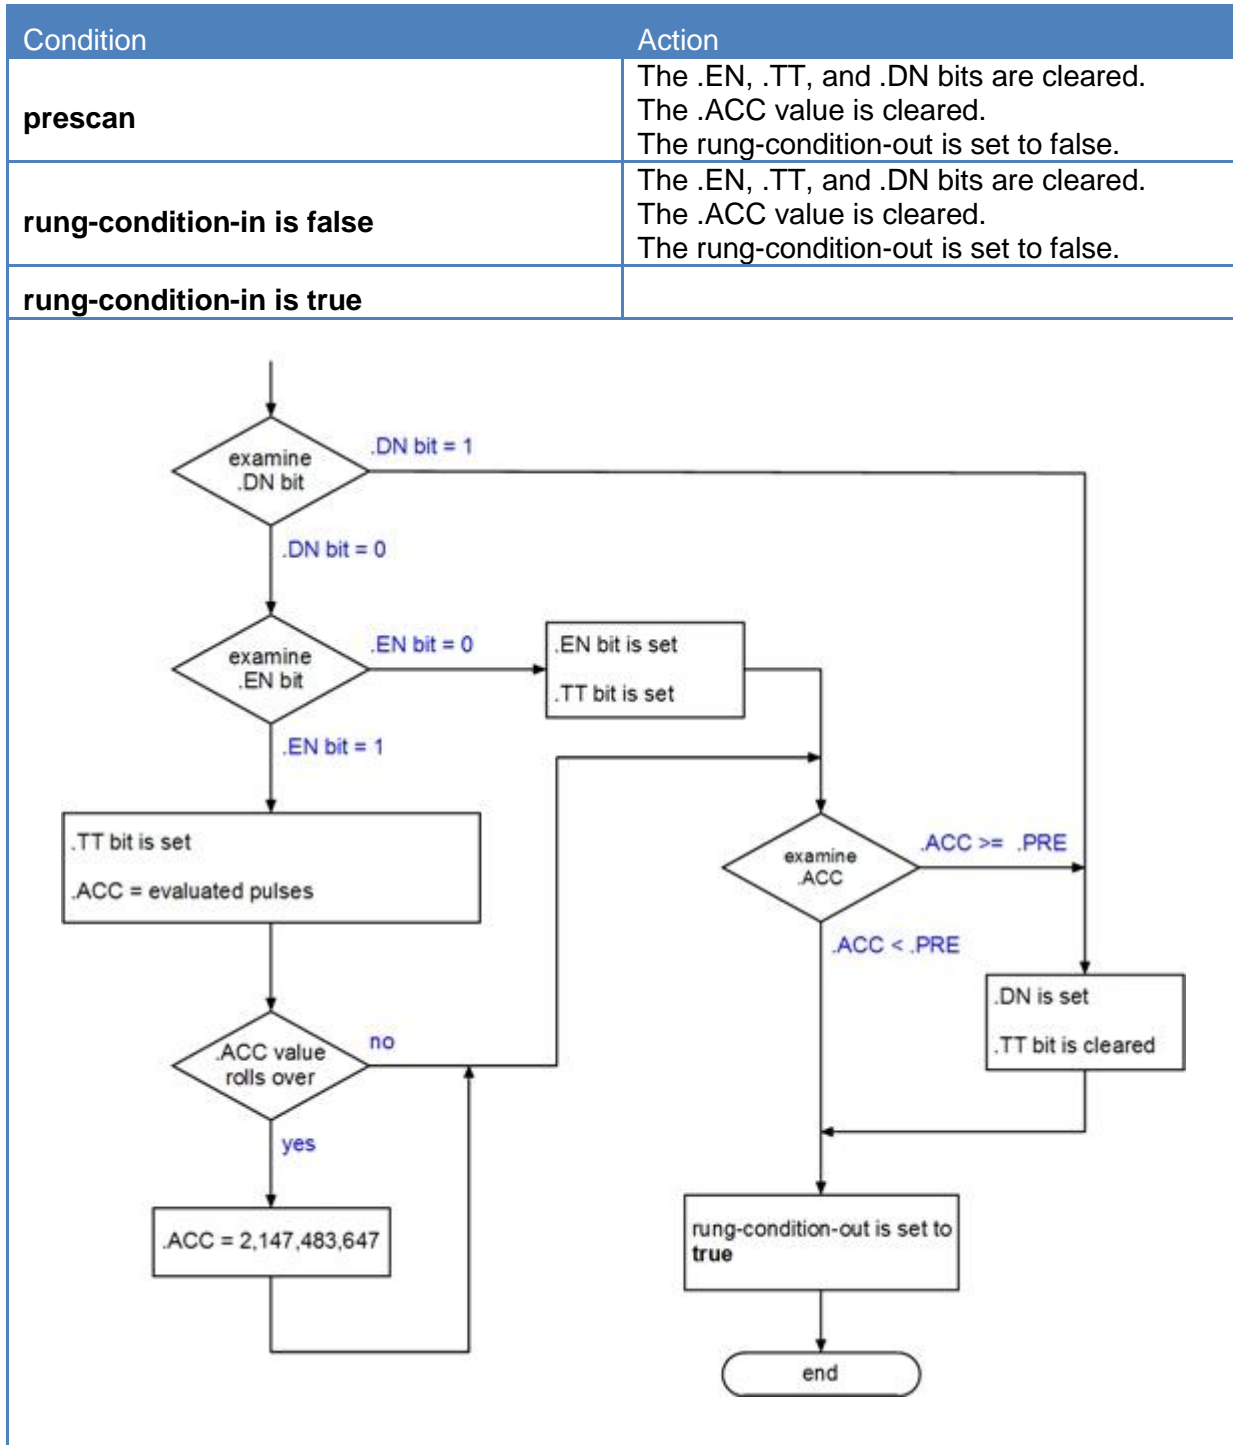 Condition Action
prescan
The .EN, .TT, and .DN bits are cleared.
The .ACC value is cleared.
The rung-condition-out is set to false.
rung-condition-in is false
The .EN, .TT, and .DN bits are cleared.
The .ACC value is cleared.
The rung-condition-out is set to false.
rung-condition-in is true
examine
.DN bit
.DN bit = 1
.DN bit = 0
examine
.EN bit
.EN bit = 0
.EN bit is set
.TT bit is set
.EN bit = 1
.TT bit is set
.ACC = evaluated pulses
examine
.ACC
.ACC >= .PRE
.ACC < .PRE
.DN is set
.TT bit is cleared
.ACC value
rolls over
no
yes
.ACC = 2,147,483,647
rung-condition-out is set to
true
end